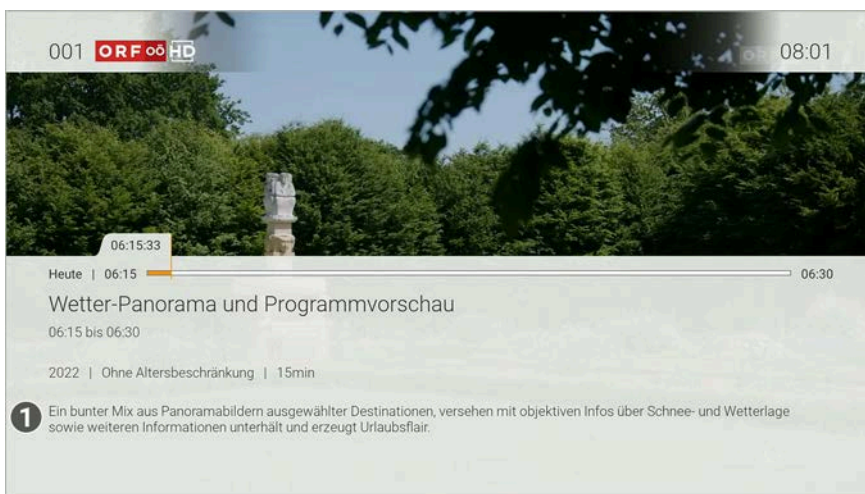 001 ORF oö HD
08:01
06:15:33
Heute | 06:15
06:30
Wetter-Panorama und Programmvorschau
06:15 bis 06:30
2022 | Ohne Altersbeschränkung | 15min
1
Ein bunter Mix aus Panoramabildern ausgewählter Destinationen, versehen mit objektiven Infos über Schnee- und Wetterlage
sowie weiteren Informationen unterhält und erzeugt Urlaubsflair.